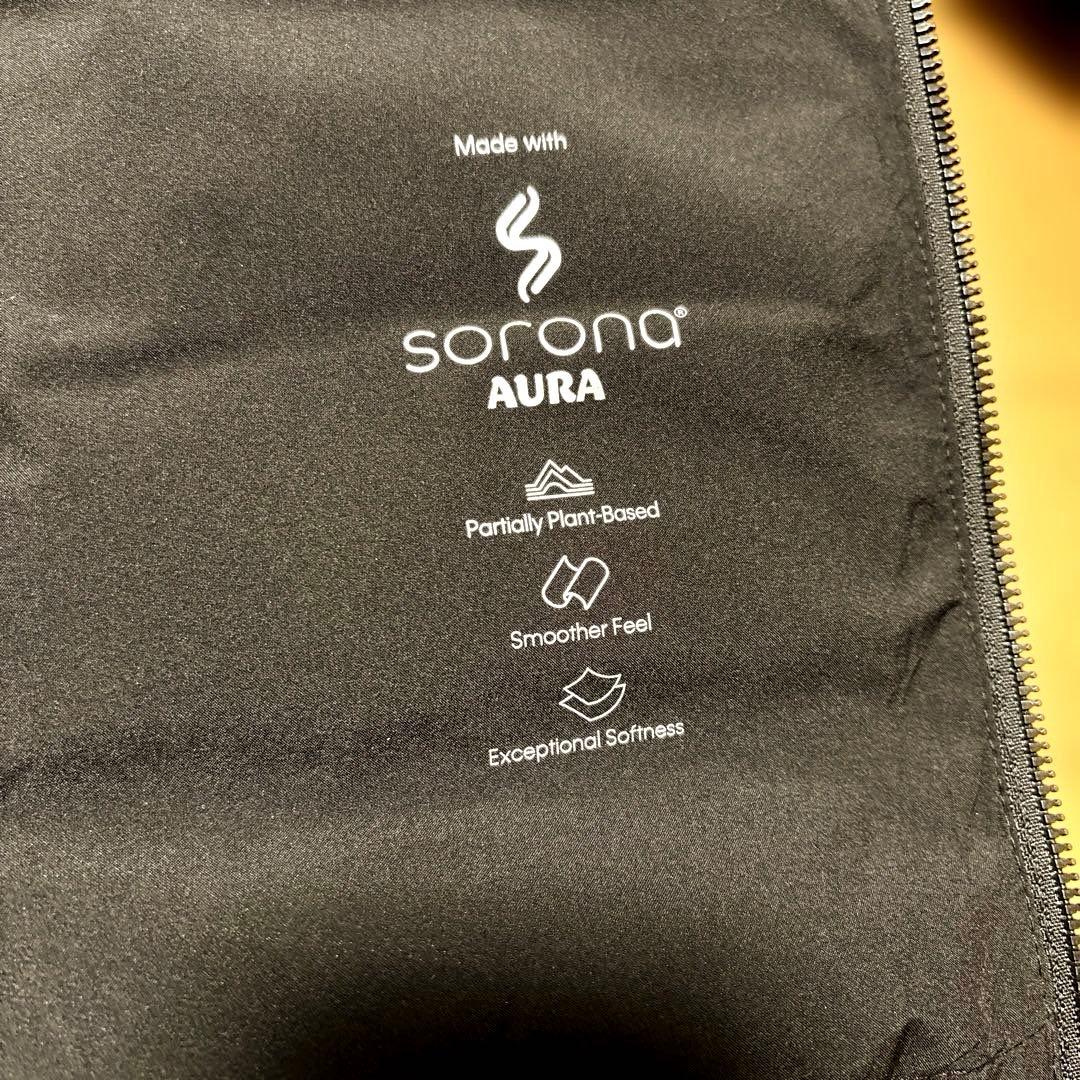 Made with
sorona®
AURA
Partially Plant-Based
Smoother Feel
Exceptional Softness